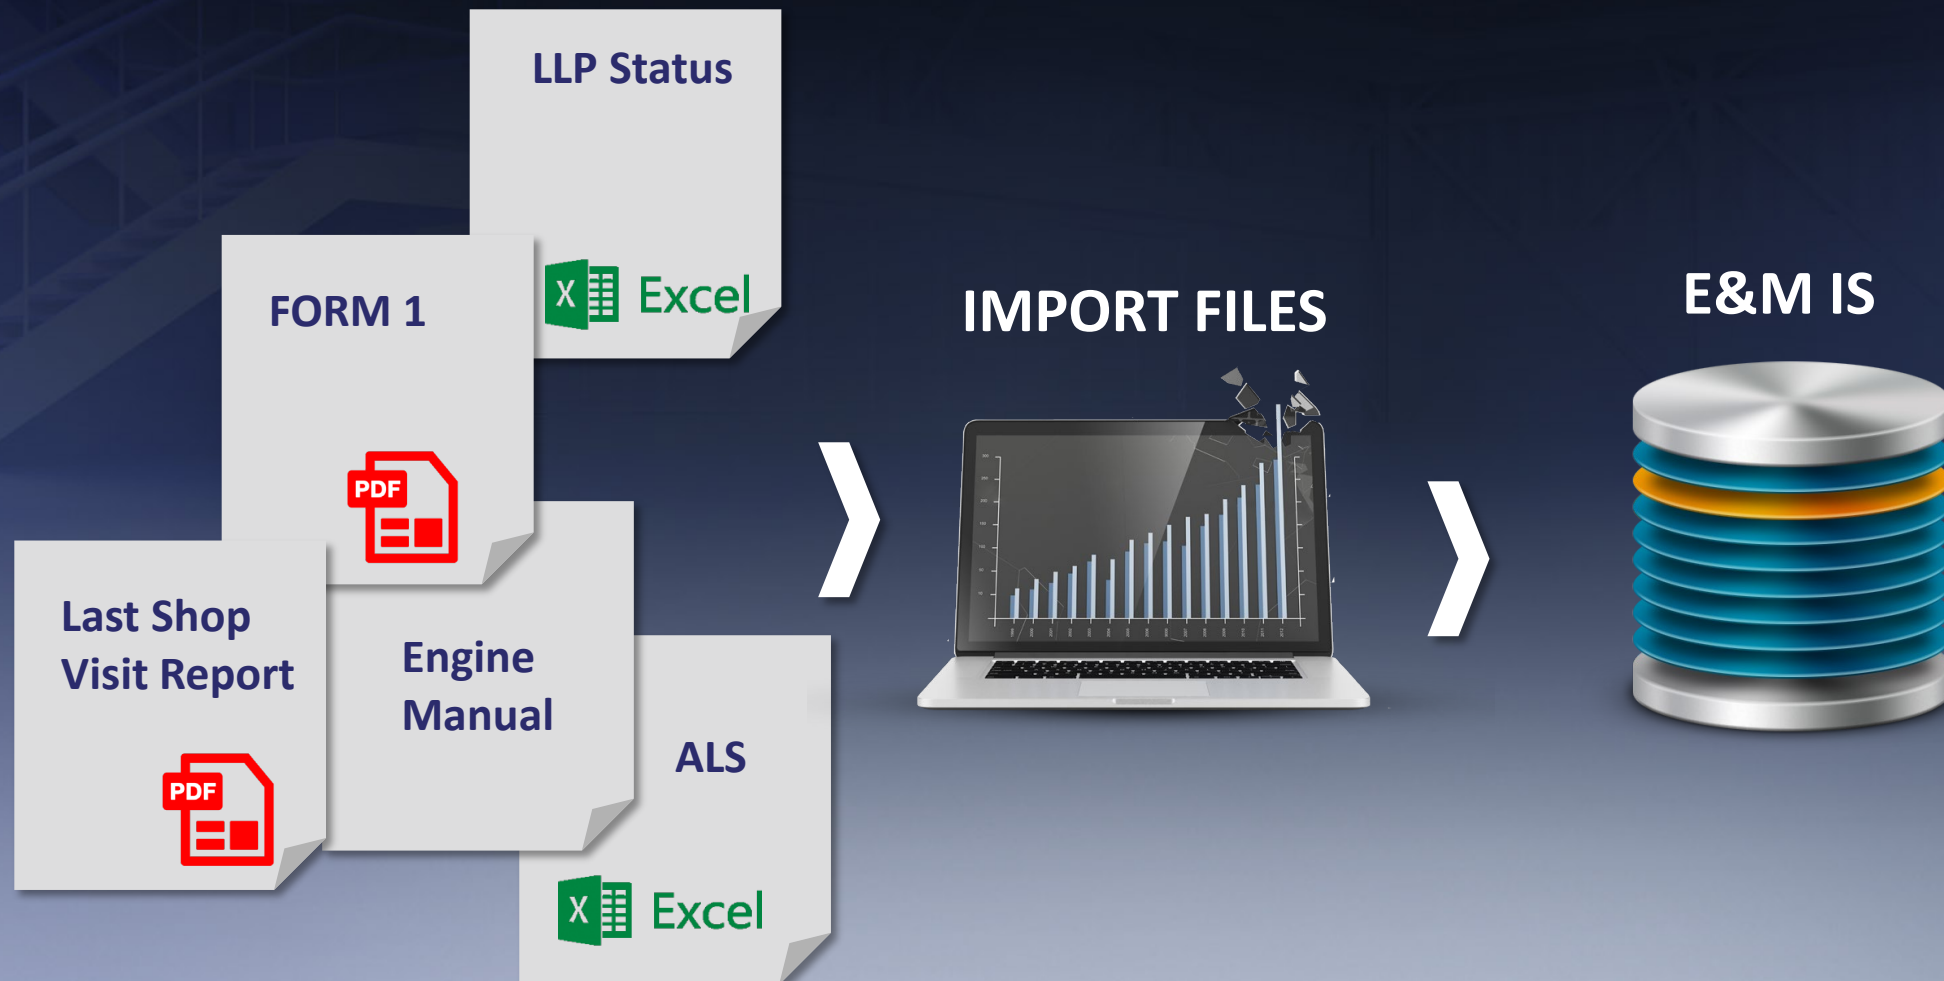 LLP Status
Excel
FORM 1
PDF
Last Shop
Visit Report
PDF
Engine
Manual
ALS
Excel
IMPORT FILES
E&M IS